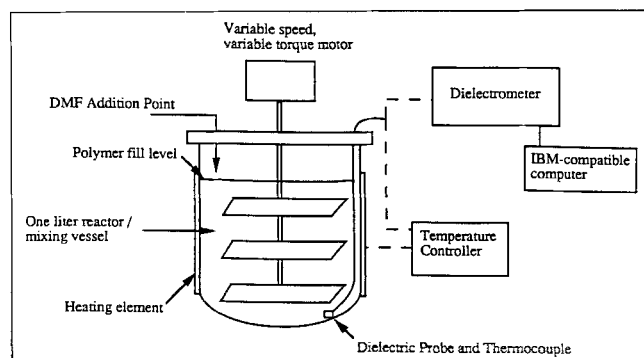 Variable speed,
variable torque motor
DMF Addition Point
Dielectrometer
Polymer fill level
IBM-compatible
computer
One liter reactor /
mixing vessel
Temperature
Controller
Heating element
Dielectric Probe and Thermocouple